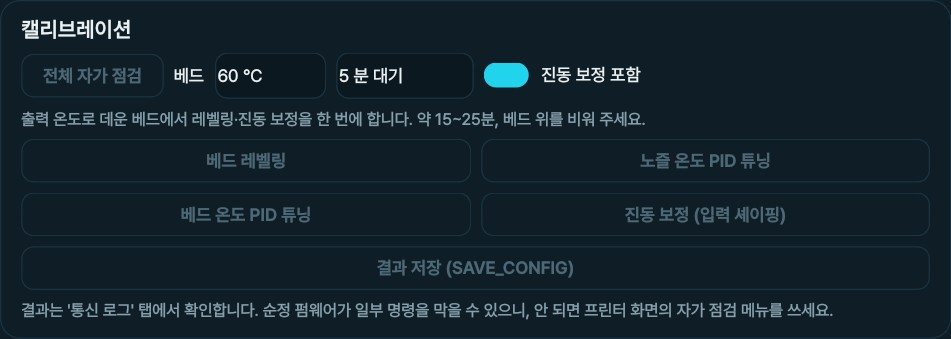 캘리브레이션
전체 자가 점검 베드 60 °C 5 분 대기 진동 보정 포함
출력 온도로 데운 베드에서 레벨링·진동 보정을 한 번에 합니다. 약 15~25분, 베드 위를 비워 주세요.
베드 레벨링 노즐 온도 PID 튜닝
베드 온도 PID 튜닝 진동 보정 (입력 셰이핑)
결과 저장 (SAVE_CONFIG)
결과는 '통신 로그' 탭에서 확인합니다. 순정 펌웨어가 일부 명령을 막을 수 있으니, 안 되면 프린터 화면의 자가 점검 메뉴를 쓰세요.